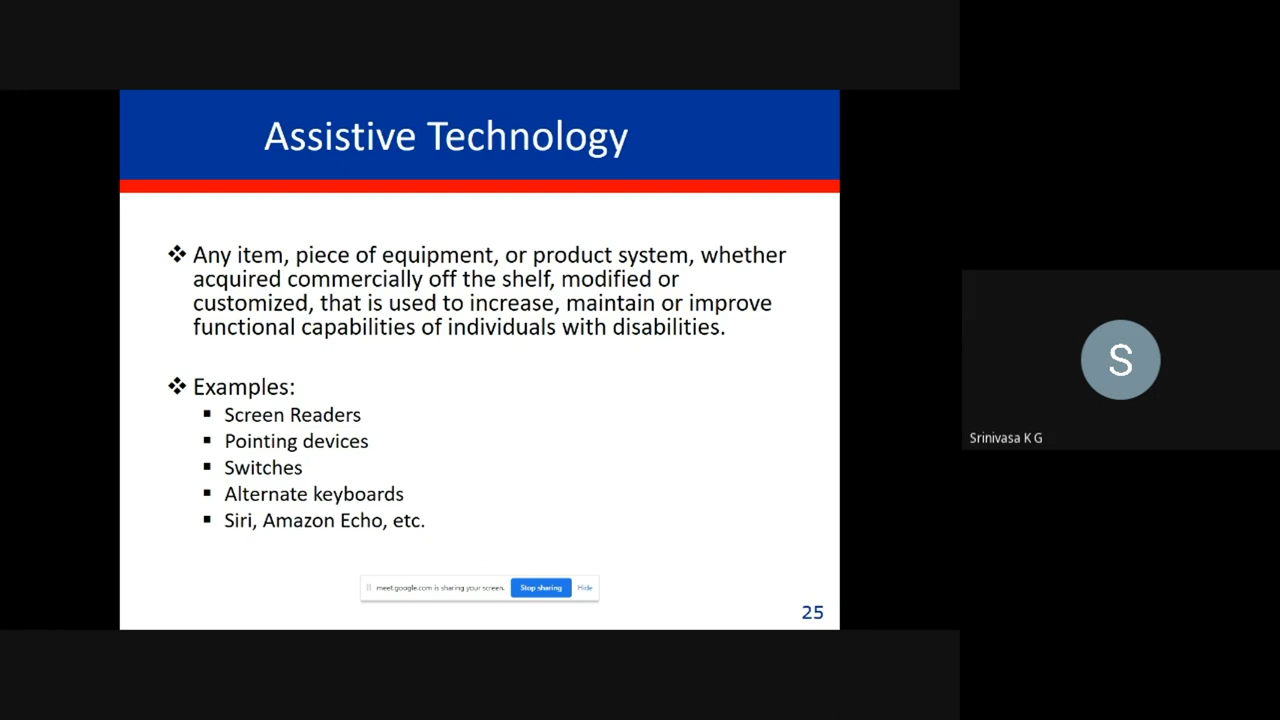 Assistive Technology
❖ Any item, piece of equipment, or product system, whether
acquired commercially off the shelf, modified or
customized, that is used to increase, maintain or improve
functional capabilities of individuals with disabilities.
❖ Examples:
▪ Screen Readers
▪ Pointing devices
▪ Switches
▪ Alternate keyboards
▪ Siri, Amazon Echo, etc.
meet.google.com is sharing your screen. Stop sharing Hide
25
S
Srinivasa K G